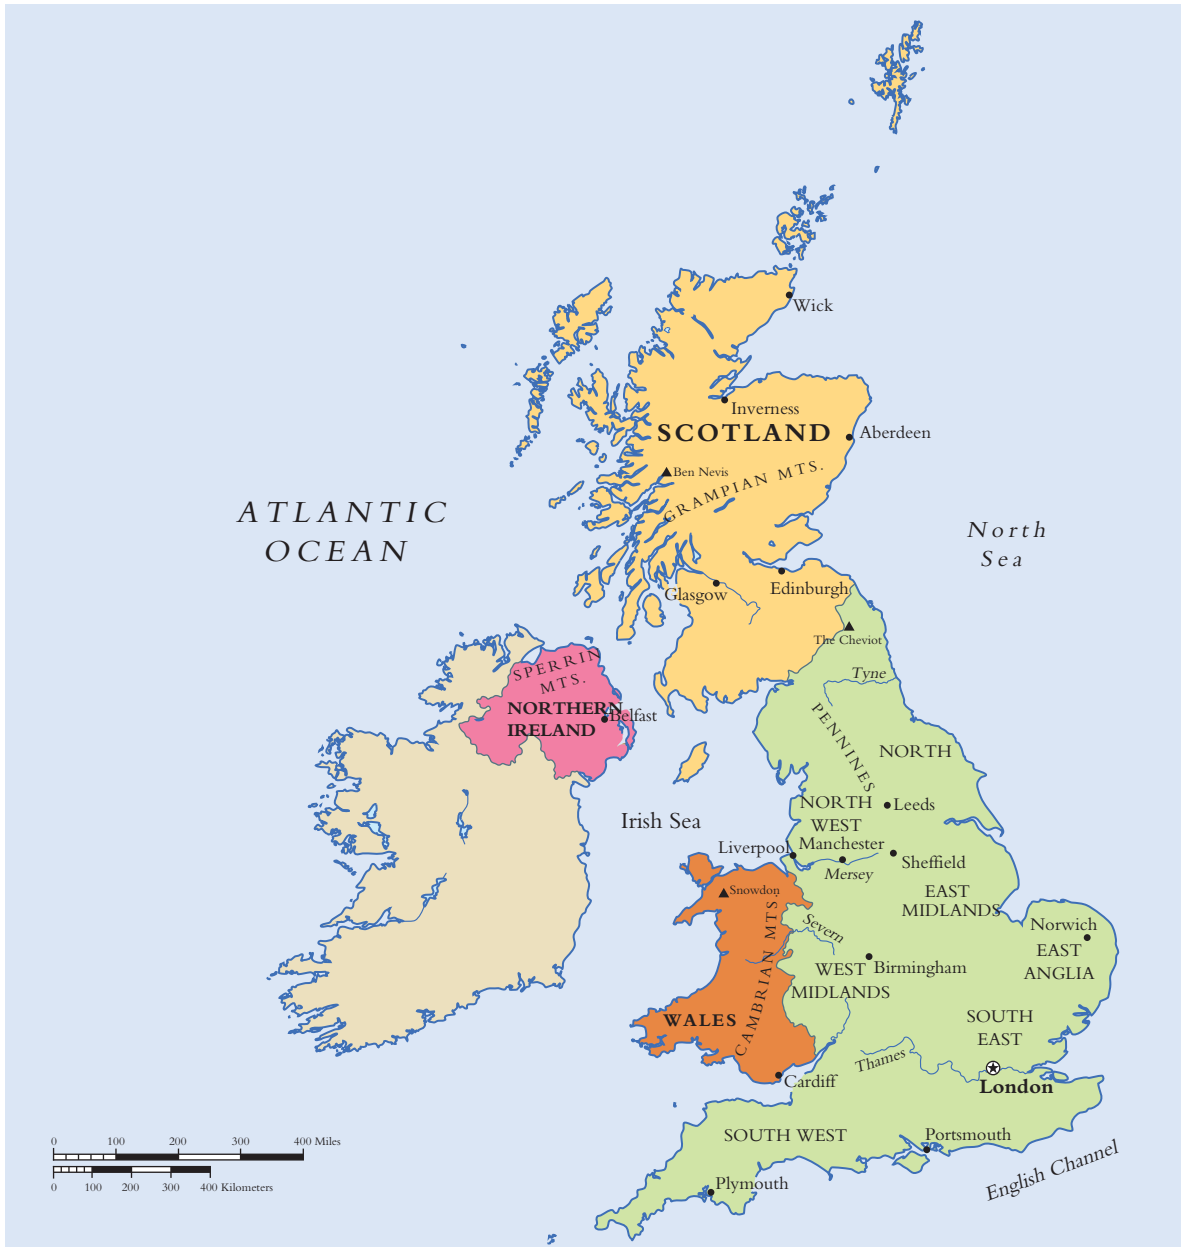 Wick
Inverness
SCOTLAND
Aberdeen
Ben Nevis
GRAMPIAN MTS.
ATLANTIC
OCEAN
North
Sea
Glasgow
Edinburgh
The Cheviot
SPERRIN
MTS.
Tyne
NORTHERN
IRELAND
Belfast
PENNINES
NORTH
NORTH
WEST
Leeds
Irish Sea
Liverpool
Manchester
Mersey
Sheffield
Snowdon
EAST
MIDLANDS
CAMBRIAN MTS.
Severn
Norwich
EAST
ANGLIA
WEST
MIDLANDS
Birmingham
WALES
SOUTH
EAST
Thames
London
Cardiff
SOUTH WEST
Portsmouth
English Channel
Plymouth
0 100 200 300 400 Miles
0 100 200 300 400 Kilometers